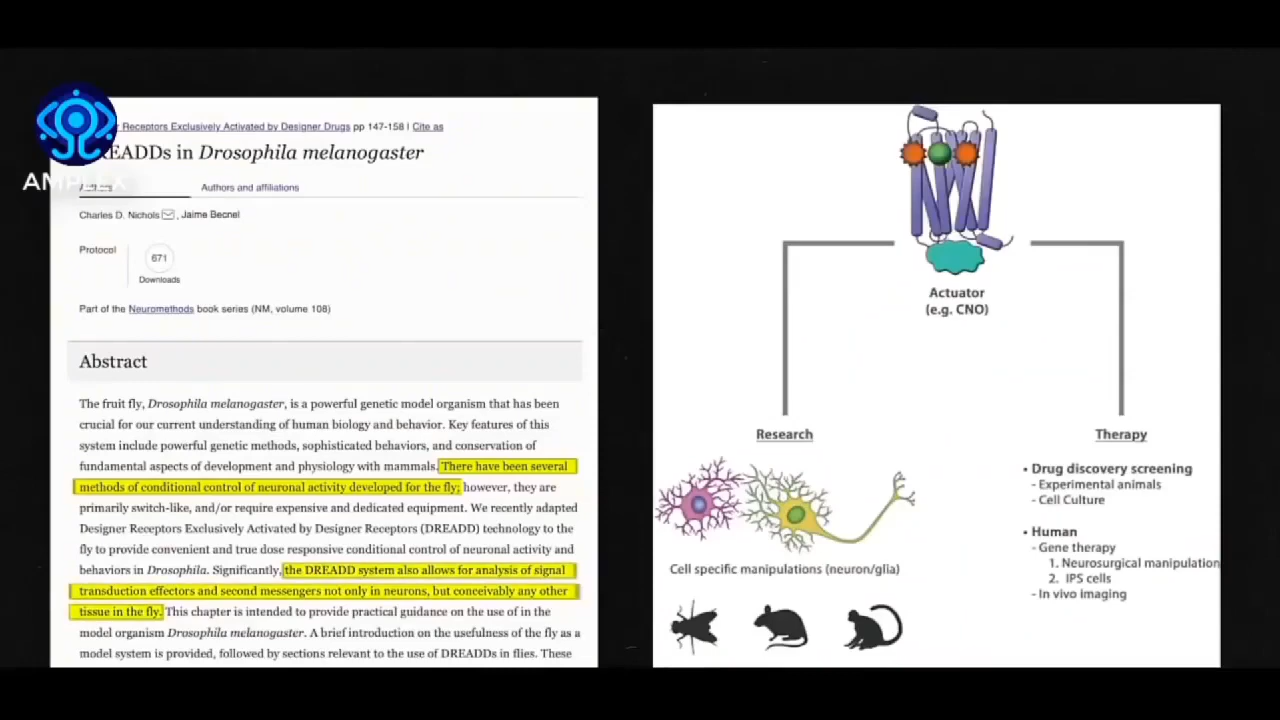 AMPLEX
r Receptors Exclusively Activated by Designer Drugs pp 147-158 | Cite as
READDs in Drosophila melanogaster
Authors and affiliations
Charles D. Nichols, Jaime Becnel
Protocol
671
Downloads
Part of the Neuromethods book series (NM, volume 108)
Abstract
The fruit fly, Drosophila melanogaster, is a powerful genetic model organism that has been
crucial for our current understanding of human biology and behavior. Key features of this
system include powerful genetic methods, sophisticated behaviors, and conservation of
fundamental aspects of development and physiology with mammals. There have been several
methods of conditional control of neuronal activity developed for the fly; however, they are
primarily switch-like, and/or require expensive and dedicated equipment. We recently adapted
Designer Receptors Exclusively Activated by Designer Receptors (DREADD) technology to the
fly to provide convenient and true dose responsive conditional control of neuronal activity and
behaviors in Drosophila. Significantly, the DREADD system also allows for analysis of signal
transduction effectors and second messengers not only in neurons, but conceivably any other
tissue in the fly. This chapter is intended to provide practical guidance on the use of in the
model organism Drosophila melanogaster. A brief introduction on the usefulness of the fly as a
model system is provided, followed by sections relevant to the use of DREADDs in flies. These
Actuator
(e.g. CNO)
Research
Cell specific manipulations (neuron/glia)
Therapy
• Drug discovery screening
- Experimental animals
- Cell Culture
• Human
- Gene therapy
1. Neurosurgical manipulation
2. IPS cells
- In vivo imaging